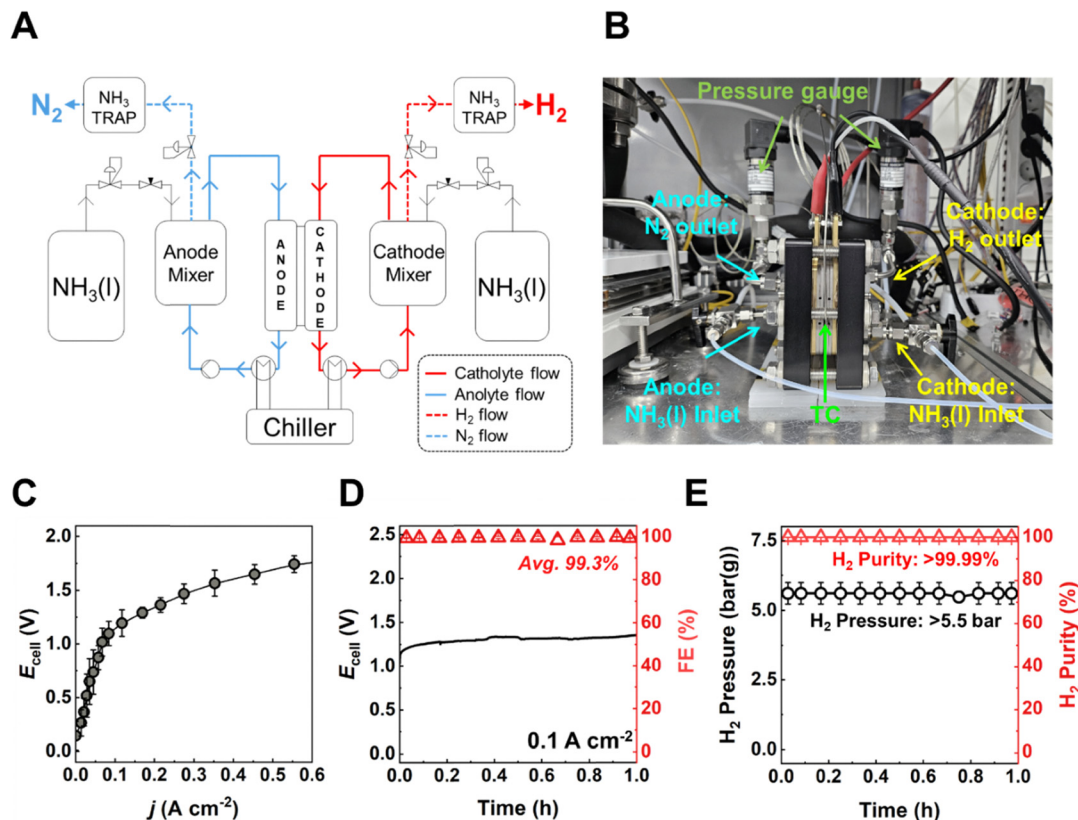 A
N2
NH3
TRAP
NH3
TRAP
H2
NH3(l)
Anode
Mixer
ANODE
CATHODE
Cathode
Mixer
NH3(l)
Chiller
Catholyte flow
Anolyte flow
H2 flow
N2 flow
B
Pressure gauge
Anode:
N2 outlet
Cathode:
H2 outlet
Anode:
NH3(l) Inlet
TC
Cathode:
NH3(l) Inlet
C
Ecell (V)
2.0
1.5
1.0
0.5
0.0
0.0 0.1 0.2 0.3 0.4 0.5 0.6
j (A cm-2)
D
Ecell (V)
2.5
2.0
1.5
1.0
0.5
0.0
Avg. 99.3%
0.1 A cm-2
100
80
60
40
20
0
FE (%)
0.0 0.2 0.4 0.6 0.8 1.0
Time (h)
E
H2 Pressure (bar(g))
7.5
5.0
2.5
0.0
H2 Purity: >99.99%
H2 Pressure: >5.5 bar
100
80
60
40
20
0
H2 Purity (%)
0.0 0.2 0.4 0.6 0.8 1.0
Time (h)